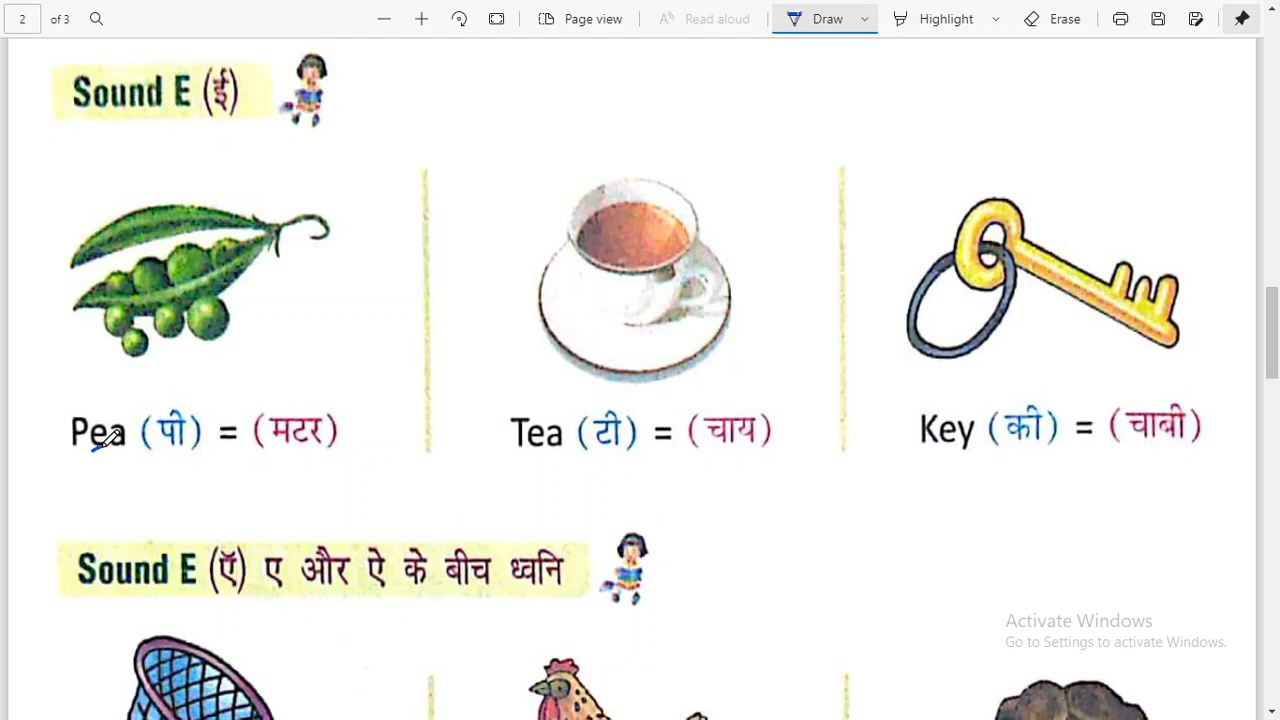 2 of 3 Page view Read aloud Draw Highlight Erase
Sound E (ई)
Pea (पी) = (मटर) Tea (टी) = (चाय) Key (की) = (चाबी)
Sound E (ऍ) ए और ऐ के बीच ध्वनि
Activate Windows
Go to Settings to activate Windows.